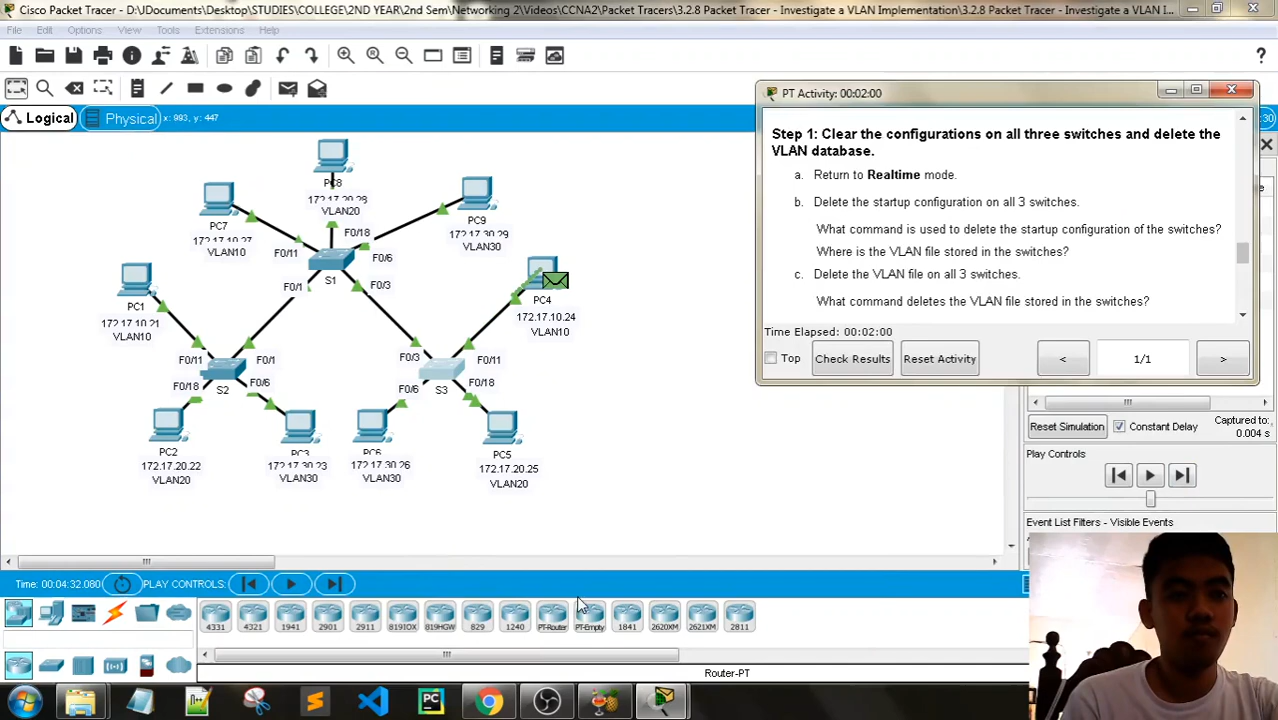 Cisco Packet Tracer - D:\Documents\Desktop\STUDIES\COLLEGE\2ND YEAR\2nd Sem\Networking 2\Videos\CCNA2\Packet Tracers\3.2.8 Packet Tracer - Investigate a VLAN Implementation\3.2.8 Packet Tracer - Investigate a VLAN I...
File Edit Options View Tools Extensions Help
?
Logical Physical x: 993, y: 447
PT Activity: 00:02:00
Step 1: Clear the configurations on all three switches and delete the
VLAN database.
a. Return to Realtime mode.
b. Delete the startup configuration on all 3 switches.
What command is used to delete the startup configuration of the switches?
Where is the VLAN file stored in the switches?
c. Delete the VLAN file on all 3 switches.
What command deletes the VLAN file stored in the switches?
Time Elapsed: 00:02:00
Top Check Results Reset Activity < 1/1 >
:30
PC8
172.17.20.28
VLAN20
PC7
172.17.10.27
VLAN10
PC9
172.17.30.29
VLAN30
F0/18
F0/11
F0/6
S1
F0/1
F0/3
PC4
172.17.10.24
VLAN10
PC1
172.17.10.21
VLAN10
F0/11
F0/1
F0/18
F0/6
S2
F0/3
F0/11
F0/6
F0/18
S3
PC2
172.17.20.22
VLAN20
PC3
172.17.30.23
VLAN30
PC6
172.17.30.26
VLAN30
PC5
172.17.20.25
VLAN20
Reset Simulation Constant Delay Captured to:
0.004 s
Play Controls
Event List Filters - Visible Events
Time: 00:04:32.080 PLAY CONTROLS:
4331 4321 1941 2901 2911 819IOX 819HGW 829 1240 PT-Router PT-Empty 1841 2620XM 2621XM 2811
Router-PT
PC